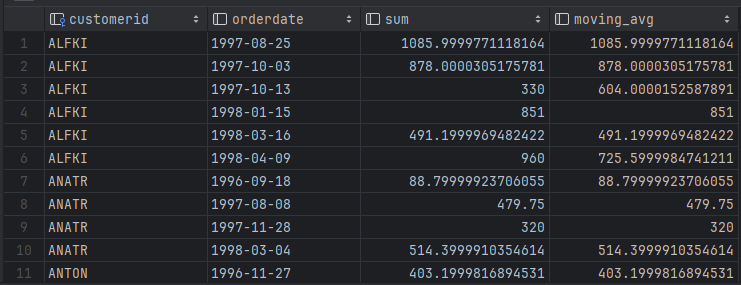 customerid orderdate sum moving_avg
1 ALFKI 1997-08-25 1085.9999771118164 1085.9999771118164
2 ALFKI 1997-10-03 878.0000305175781 878.0000305175781
3 ALFKI 1997-10-13 330 604.0000152587891
4 ALFKI 1998-01-15 851 851
5 ALFKI 1998-03-16 491.1999969482422 491.1999969482422
6 ALFKI 1998-04-09 960 725.5999984741211
7 ANATR 1996-09-18 88.79999923706055 88.79999923706055
8 ANATR 1997-08-08 479.75 479.75
9 ANATR 1997-11-28 320 320
10 ANATR 1998-03-04 514.3999910354614 514.3999910354614
11 ANTON 1996-11-27 403.1999816894531 403.1999816894531